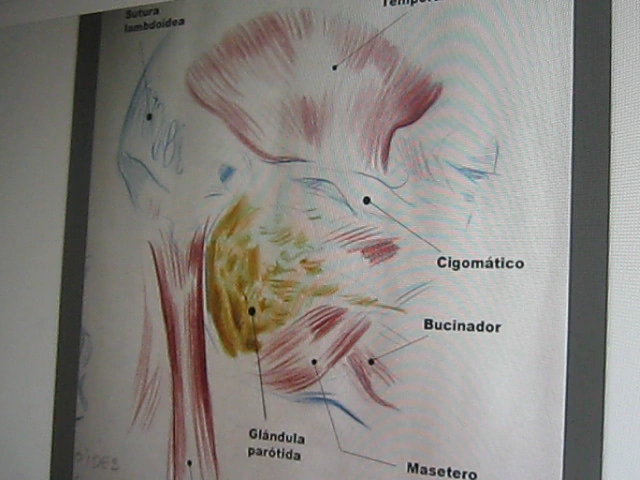 Sutura
lambdoidea
Cigomático
Bucinador
Glándula
parótida
Masetero